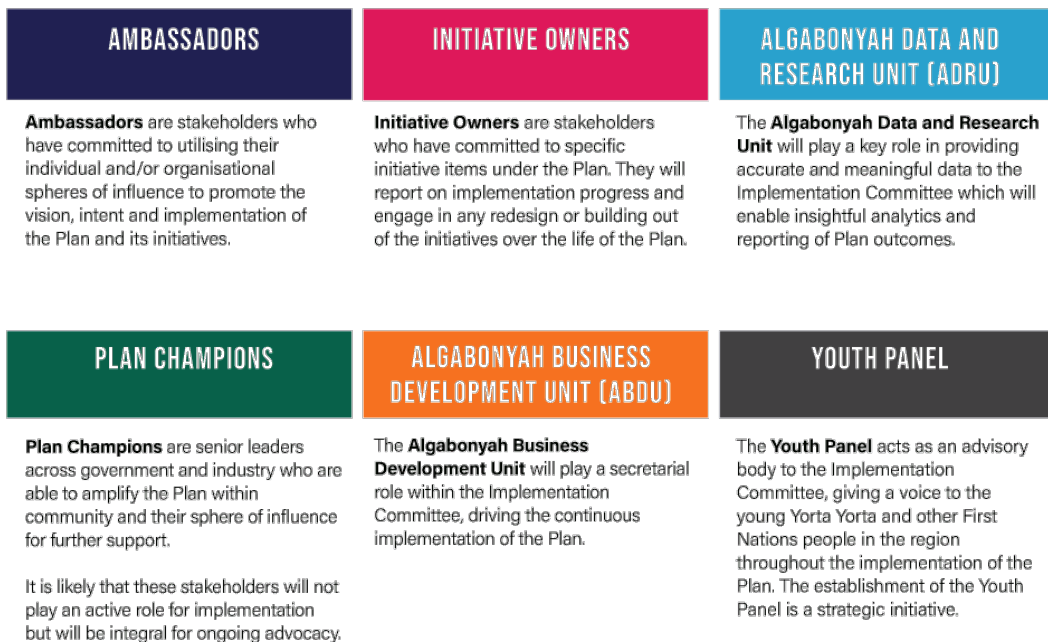 AMBASSADORS
Ambassadors are stakeholders who
have committed to utilising their
individual and/or organisational
spheres of influence to promote the
vision, intent and implementation of
the Plan and its initiatives.
INITIATIVE OWNERS
Initiative Owners are stakeholders
who have committed to specific
initiative items under the Plan. They will
report on implementation progress and
engage in any redesign or building out
of the initiatives over the life of the Plan.
ALGABONYAH DATA AND
RESEARCH UNIT (ADRU)
The Algabonyah Data and Research
Unit will play a key role in providing
accurate and meaningful data to the
Implementation Committee which will
enable insightful analytics and
reporting of Plan outcomes.
PLAN CHAMPIONS
Plan Champions are senior leaders
across government and industry who are
able to amplify the Plan within
community and their sphere of influence
for further support.
It is likely that these stakeholders will not
play an active role for implementation
but will be integral for ongoing advocacy.
ALGABONYAH BUSINESS
DEVELOPMENT UNIT (ABDU)
The Algabonyah Business
Development Unit will play a secretarial
role within the Implementation
Committee, driving the continuous
implementation of the Plan.
YOUTH PANEL
The Youth Panel acts as an advisory
body to the Implementation
Committee, giving a voice to the
young Yorta Yorta and other First
Nations people in the region
throughout the implementation of the
Plan. The establishment of the Youth
Panel is a strategic initiative.